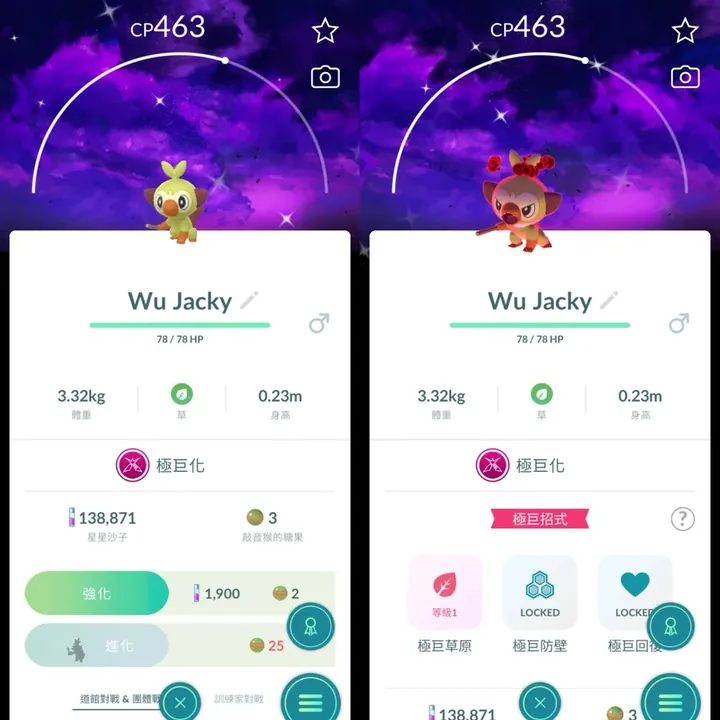 CP463
Wu Jacky
78 / 78 HP
3.32kg
體重
草
0.23m
身高
極巨化
138,871
星星沙子
3
敲音猴的糖果
強化
1,900
2
進化
25
道館對戰 & 團體戰
訓練家對戰
CP463
Wu Jacky
78 / 78 HP
3.32kg
體重
草
0.23m
身高
極巨化
極巨招式
?
等級1
LOCKED
LOCKED
極巨草原
極巨防壁
極巨回復
138,871
3